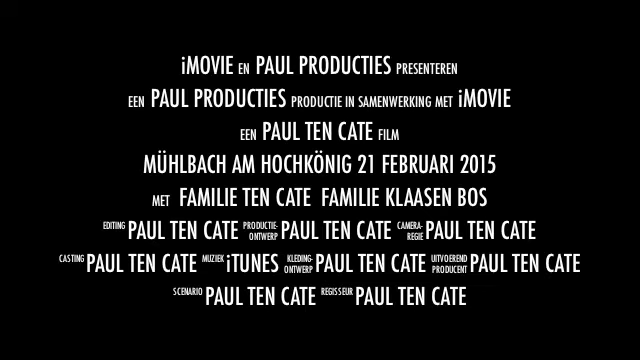 iMOVIE EN PAUL PRODUCTIES PRESENTEREN
EEN PAUL PRODUCTIES PRODUCTIE IN SAMENWERKING MET iMOVIE
EEN PAUL TEN CATE FILM
MÜHLBACH AM HOCHKÖNIG 21 FEBRUARI 2015
MET FAMILIE TEN CATE FAMILIE KLAASEN BOS
EDITING PAUL TEN CATE PRODUCTIE-ONTWERP PAUL TEN CATE CAMERA-REGIE PAUL TEN CATE
CASTING PAUL TEN CATE MUZIEK iTUNES KLEDING-ONTWERP PAUL TEN CATE UITVOEREND PRODUCENT PAUL TEN CATE
SCENARIO PAUL TEN CATE REGISSEUR PAUL TEN CATE